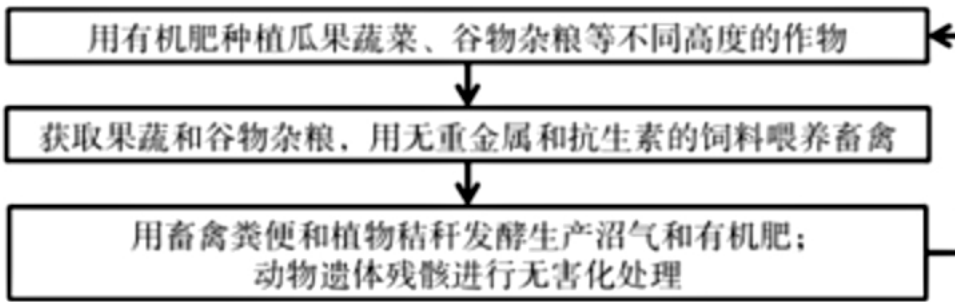 用有机肥种植瓜果蔬菜、谷物杂粮等不同高度的作物
获取果蔬和谷物杂粮，用无重金属和抗生素的饲料喂养畜禽
用畜禽粪便和植物秸秆发酵生产沼气和有机肥；
动物遗体残骸进行无害化处理